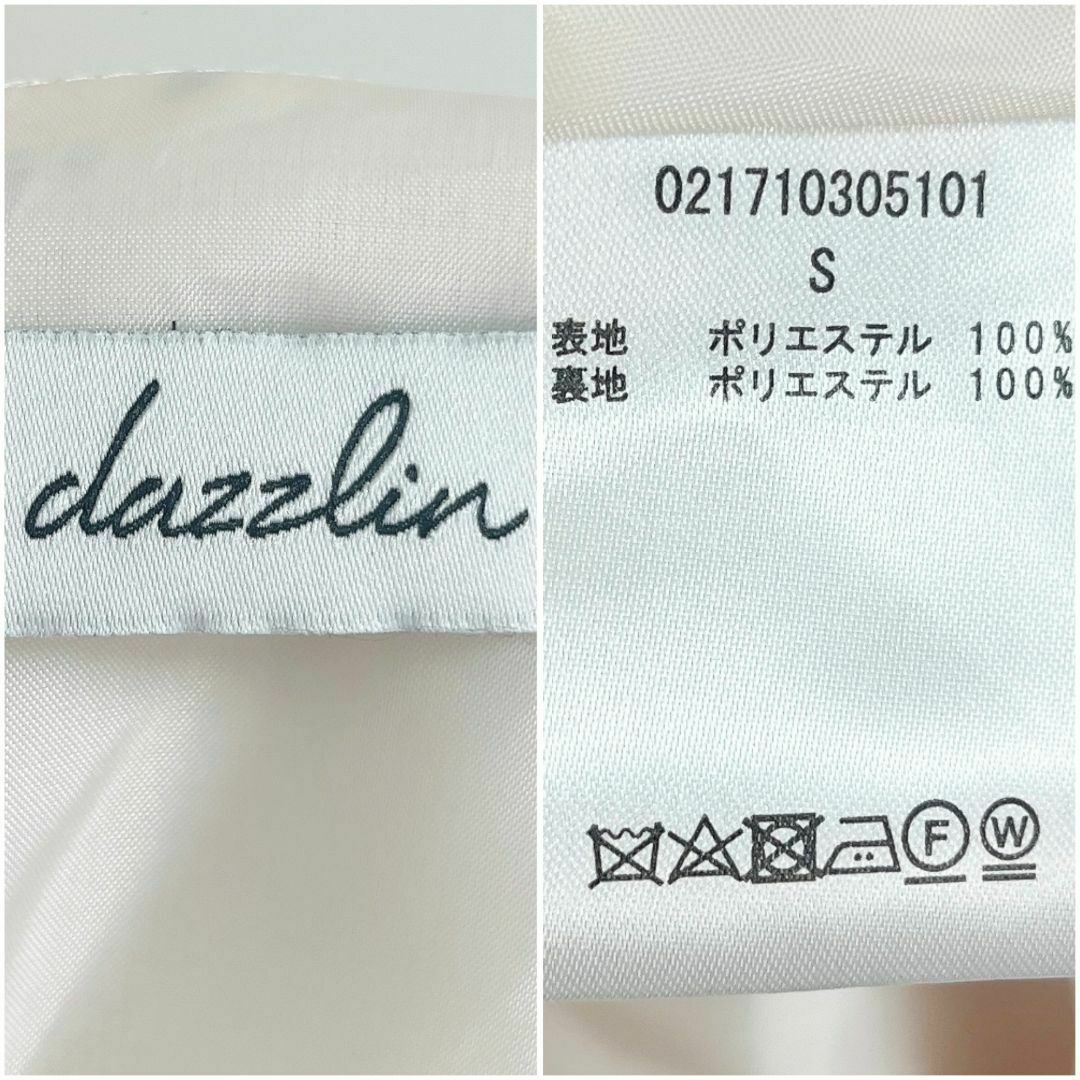 dazzlin
021710305101
S
表地 ポリエステル 100%
裏地 ポリエステル 100%
F W